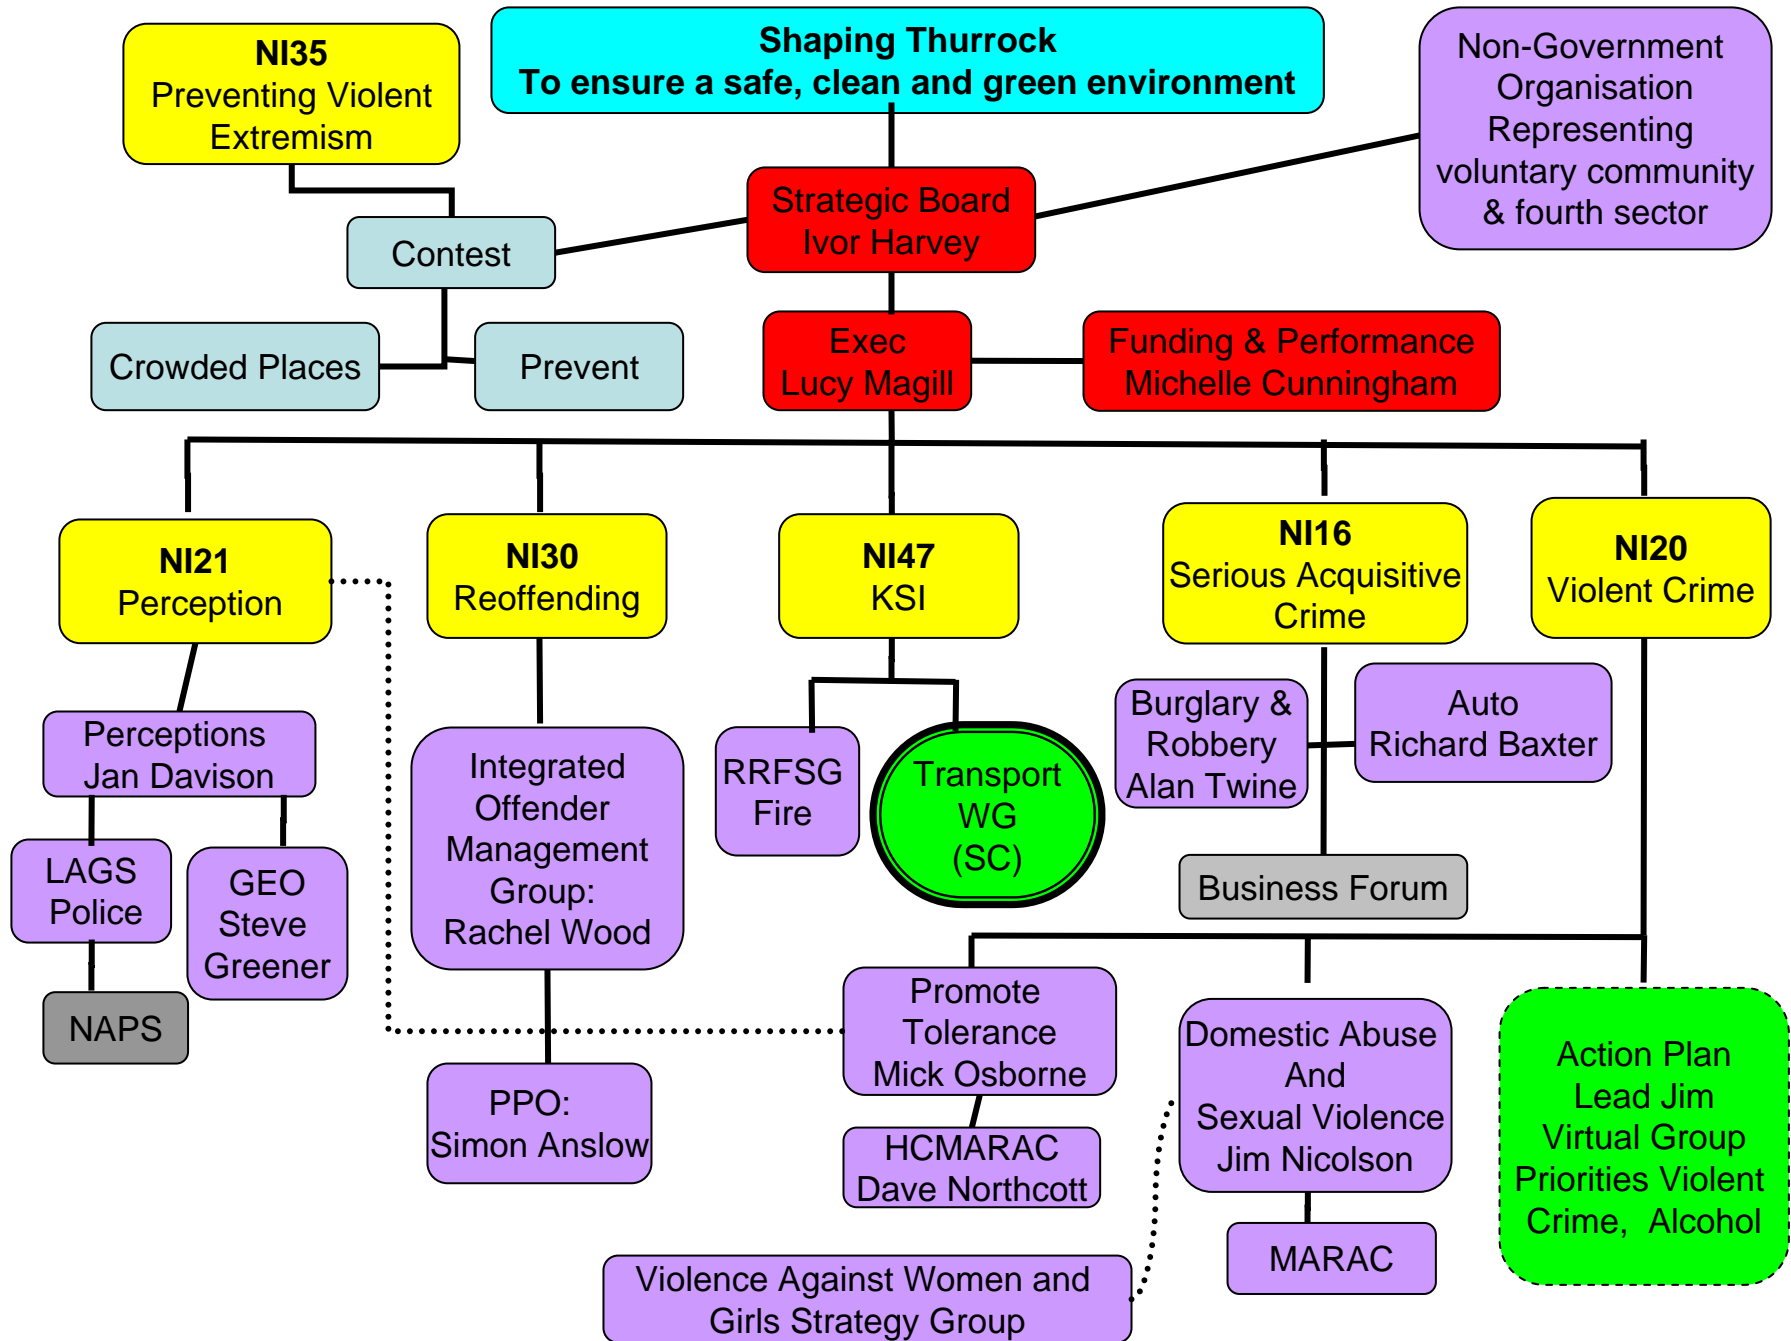 NI35
Preventing Violent
Extremism
Shaping Thurrock
To ensure a safe, clean and green environment
Non-Government
Organisation
Representing
voluntary community
& fourth sector
Strategic Board
Ivor Harvey
Contest
Crowded Places
Prevent
Exec
Lucy Magill
Funding & Performance
Michelle Cunningham
NI21
Perception
NI30
Reoffending
NI47
KSI
NI16
Serious Acquisitive
Crime
NI20
Violent Crime
Perceptions
Jan Davison
LAGS
Police
GEO
Steve
Greener
NAPS
Integrated
Offender
Management
Group:
Rachel Wood
PPO:
Simon Anslow
RRFSG
Fire
Transport
WG
(SC)
Burglary &
Robbery
Alan Twine
Auto
Richard Baxter
Business Forum
Promote
Tolerance
Mick Osborne
HCMARAC
Dave Northcott
Domestic Abuse
And
Sexual Violence
Jim Nicolson
MARAC
Action Plan
Lead Jim
Virtual Group
Priorities Violent
Crime, Alcohol
Violence Against Women and
Girls Strategy Group